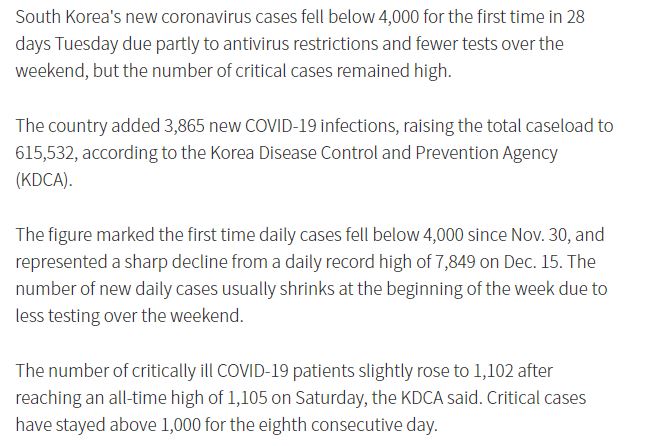 South Korea's new coronavirus cases fell below 4,000 for the first time in 28
days Tuesday due partly to antivirus restrictions and fewer tests over the
weekend, but the number of critical cases remained high.
The country added 3,865 new COVID-19 infections, raising the total caseload to
615,532, according to the Korea Disease Control and Prevention Agency
(KDCA).
The figure marked the first time daily cases fell below 4,000 since Nov. 30, and
represented a sharp decline from a daily record high of 7,849 on Dec. 15. The
number of new daily cases usually shrinks at the beginning of the week due to
less testing over the weekend.
The number of critically ill COVID-19 patients slightly rose to 1,102 after
reaching an all-time high of 1,105 on Saturday, the KDCA said. Critical cases
have stayed above 1,000 for the eighth consecutive day.